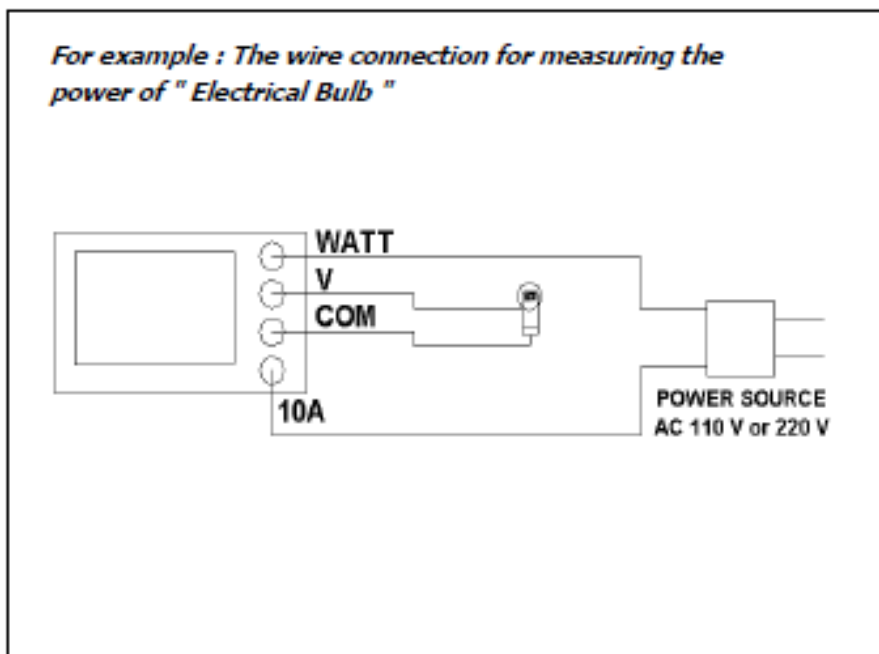 For example : The wire connection for measuring the
power of " Electrical Bulb "
WATT
V
COM
10A
POWER SOURCE
AC 110 V or 220 V